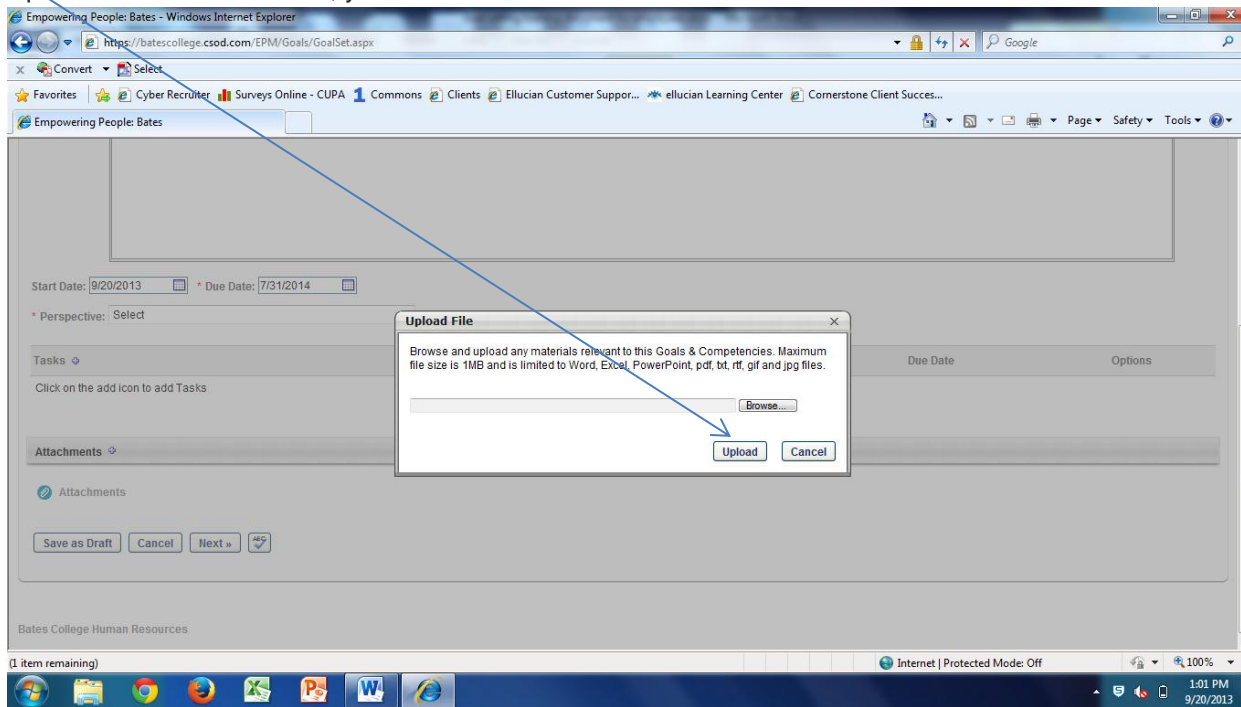 Empowering People: Bates - Windows Internet Explorer
https://batescollege.csod.com/EPM/Goals/GoalSet.aspx
Google
x Convert Select
Favorites Cyber Recruiter Surveys Online - CUPA 1 Commons Clients Ellucian Customer Suppor... ellucian Learning Center Cornerstone Client Succes...
Empowering People: Bates
Page Safety Tools
Start Date: 9/20/2013 * Due Date: 7/31/2014
* Perspective: Select
Upload File
Browse and upload any materials relevant to this Goals & Competencies. Maximum
file size is 1MB and is limited to Word, Excel, PowerPoint, pdf, txt, rtf, gif and jpg files.
Browse...
Upload Cancel
Tasks Due Date Options
Click on the add icon to add Tasks
Attachments
Attachments
Save as Draft Cancel Next » ABC
Bates College Human Resources
(1 item remaining) Internet | Protected Mode: Off 100%
1:01 PM
9/20/2013